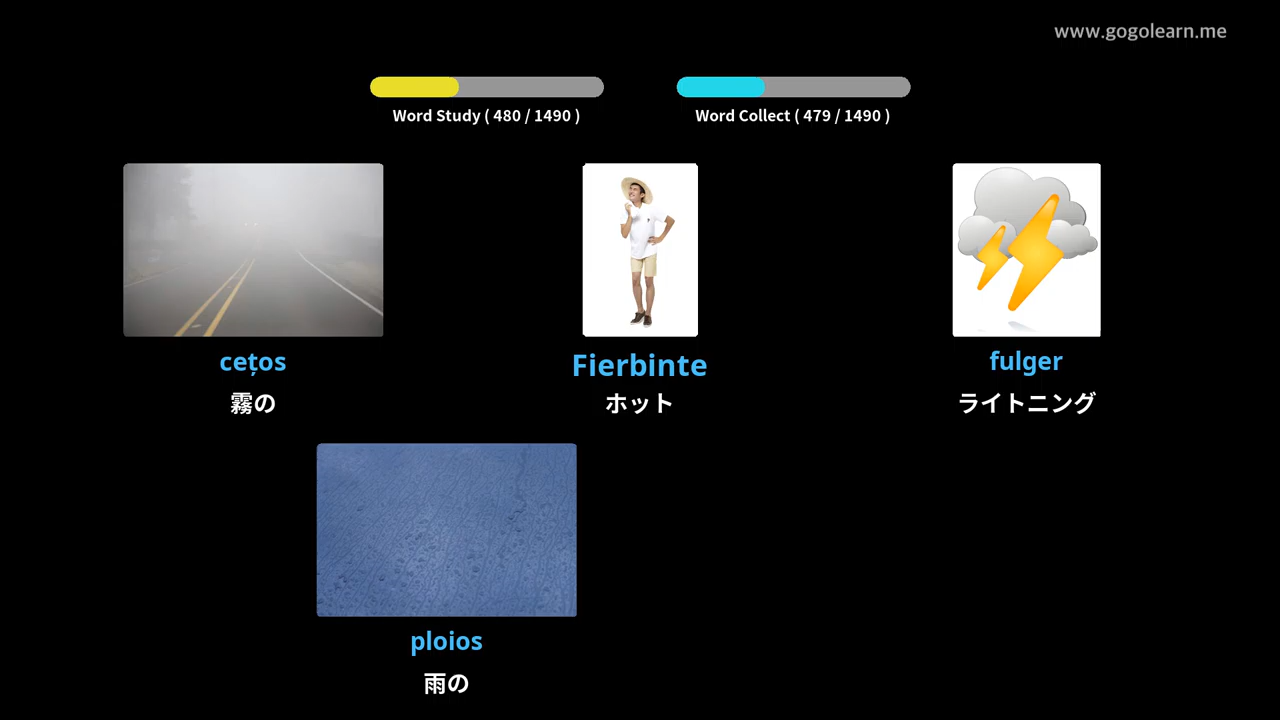 www.gogolearn.me
Word Study ( 480 / 1490 )
Word Collect ( 479 / 1490 )
cețos
Fierbinte
fulger
霧の
ホット
ライトニング
ploios
雨の